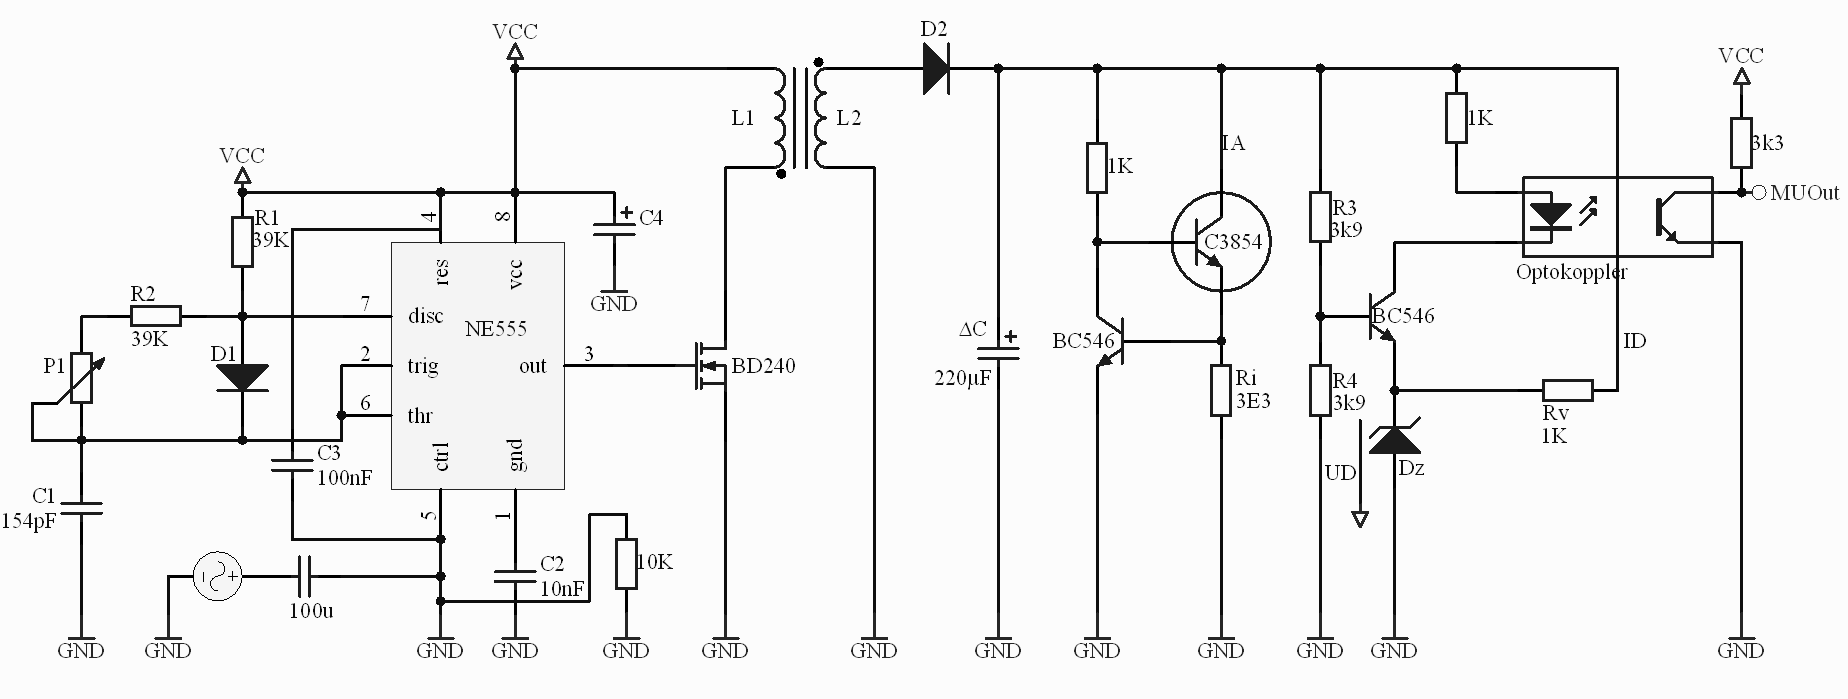 VCC
D2
VCC
L1
L2
1K
3k3
VCC
IA
1K
MUOut
R1
39K
4
8
C4
R3
3k9
C3854
res
vcc
Optokoppler
R2
39K
7
disc
NE555
GND
BC546
ΔC
220µF
BC546
ID
P1
D1
2
trig
out
3
BD240
Ri
3E3
R4
3k9
6
thr
Rv
1K
ctrl
gnd
C3
100nF
UD
Dz
C1
154pF
5
1
C2
10nF
10K
- +
100u
GND
GND
GND
GND
GND
GND
GND
GND
GND
GND
GND
GND
GND